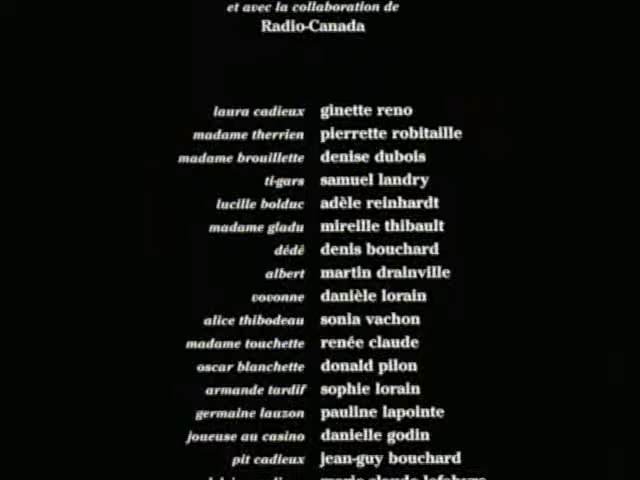 et avec la collaboration de
Radio-Canada
laura cadieux ginette reno
madame therrien pierrette robitaille
madame brouillette denise dubois
ti-gars samuel landry
lucille bolduc adèle reinhardt
madame gladu mireille thibault
dédé denis bouchard
albert martin drainville
vovonne danièle lorain
alice thibodeau sonia vachon
madame touchette renée claude
oscar blanchette donald pilon
armande tardif sophie lorain
germaine lauzon pauline lapointe
joueuse au casino danielle godin
pit cadieux jean-guy bouchard